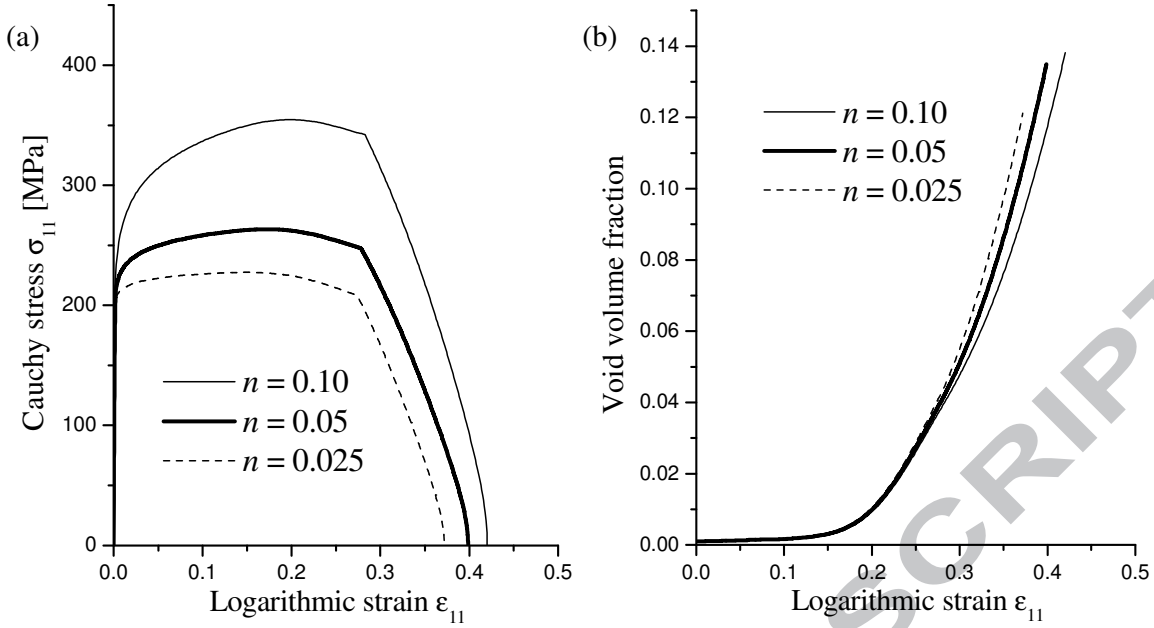 (a)
400
300
200
100
0
0.0 0.1 0.2 0.3 0.4 0.5
Cauchy stress σ11 [MPa]
Logarithmic strain ε11
n = 0.10
n = 0.05
n = 0.025
(b)
0.14
0.12
0.10
0.08
0.06
0.04
0.02
0.00
0.0 0.1 0.2 0.3 0.4 0.5
Void volume fraction
Logarithmic strain ε11
n = 0.10
n = 0.05
n = 0.025
SCRIPT